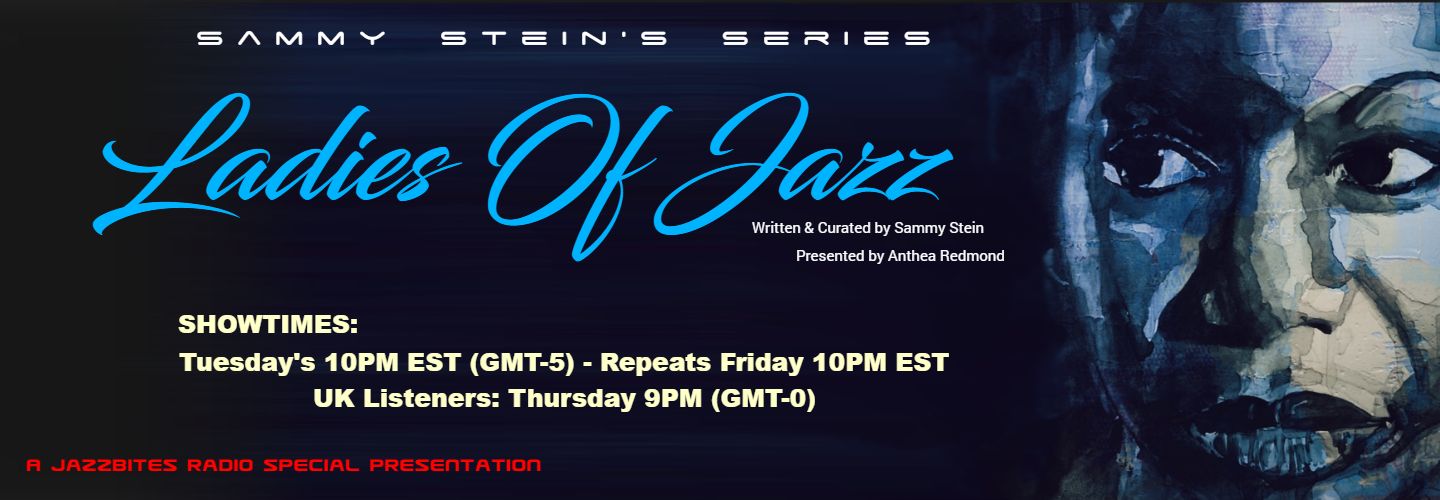 SAMMY STEIN'S SERIES
Ladies Of Jazz
Written & Curated by Sammy Stein
Presented by Anthea Redmond
SHOWTIMES:
Tuesday's 10PM EST (GMT-5) - Repeats Friday 10PM EST
UK Listeners: Thursday 9PM (GMT-0)
A JAZZBITES RADIO SPECIAL PRESENTATION